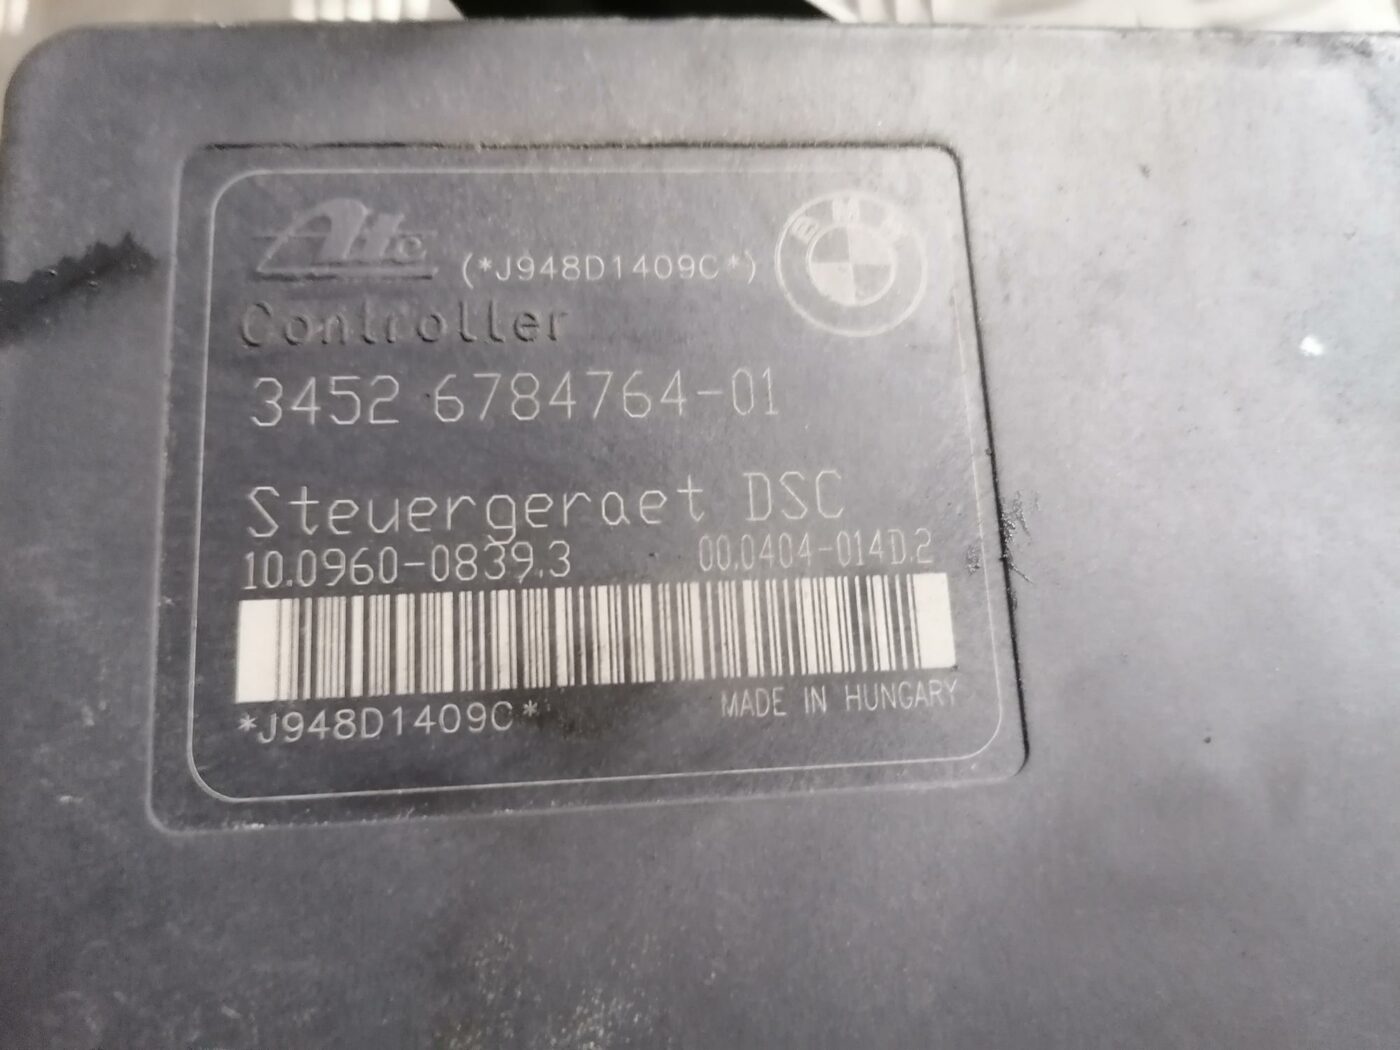 Ate (*J948D1409C*) BMW
Controller
3452 6784764-01
Steuergeraet DSC
10.0960-0839.3 00.0404-014D.2
*J948D1409C* MADE IN HUNGARY